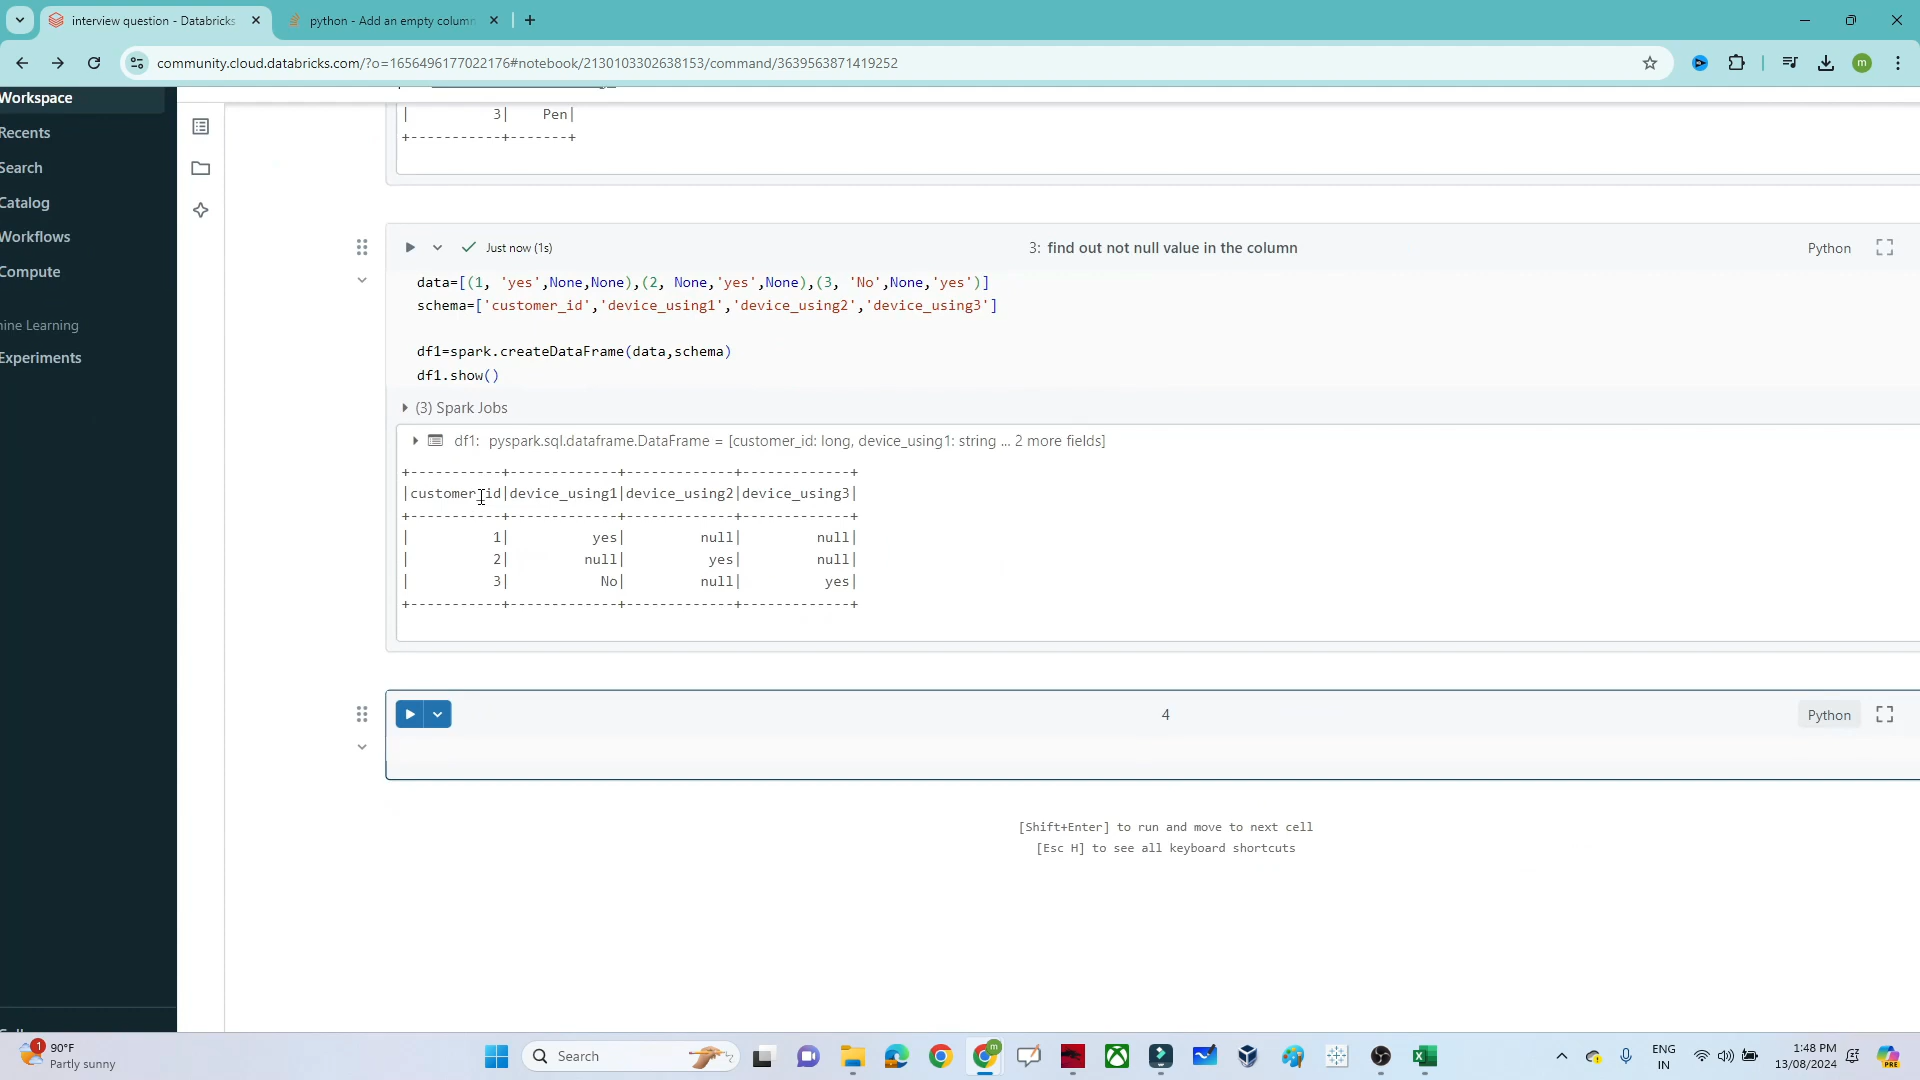 interview question - Databricks
python - Add an empty column
community.cloud.databricks.com/?o=1656496177022176#notebook/2130103302638153/command/3639563871419252
m
Workspace
Recents
Search
Catalog
Workflows
Compute
Experiments
| 3| Pen|
+-----------+-------+
Just now (1s)
3: find out not null value in the column
Python
data=[(1, 'yes',None,None),(2, None,'yes',None),(3, 'No',None,'yes')]
schema=['customer_id','device_using1','device_using2','device_using3']
df1=spark.createDataFrame(data,schema)
df1.show()
(3) Spark Jobs
df1: pyspark.sql.dataframe.DataFrame = [customer_id: long, device_using1: string ... 2 more fields]
+-----------+-------------+-------------+-------------+
|customer_id|device_using1|device_using2|device_using3|
+-----------+-------------+-------------+-------------+
| 1| yes| null| null|
| 2| null| yes| null|
| 3| No| null| yes|
+-----------+-------------+-------------+-------------+
4
Python
[Shift+Enter] to run and move to next cell
[Esc H] to see all keyboard shortcuts
1
90°F
Partly sunny
Search
m
ENG
IN
1:48 PM
13/08/2024
PRE